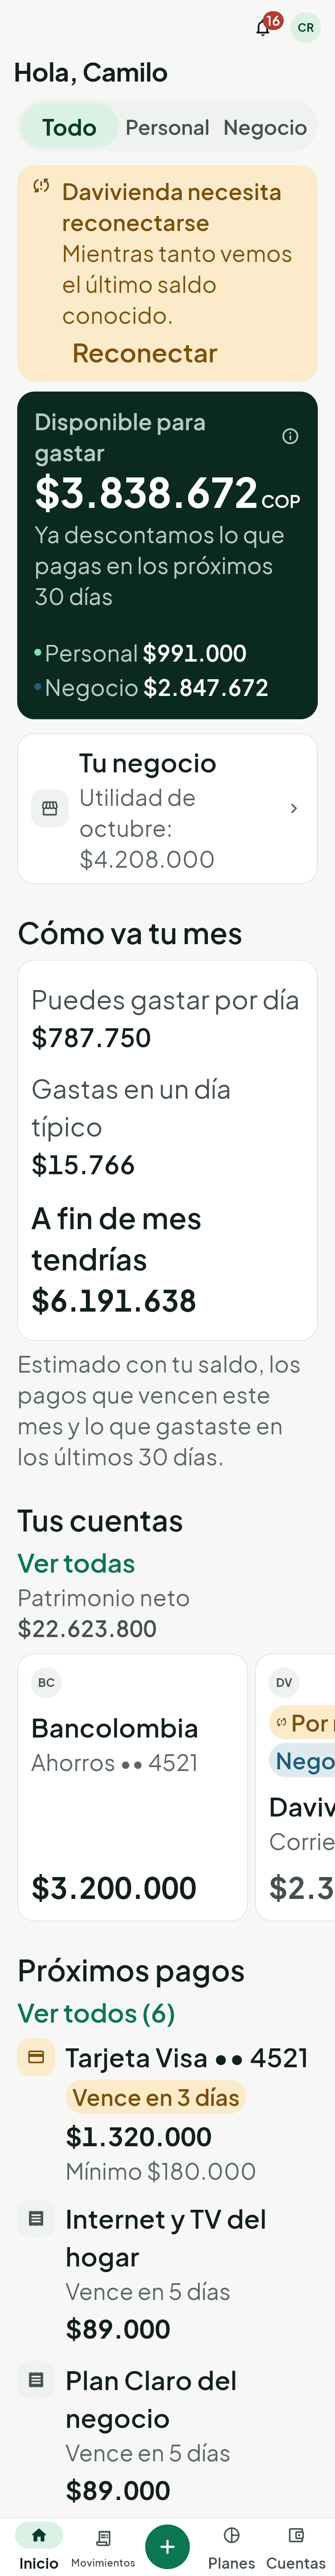 16
CR
Hola, Camilo
Todo Personal Negocio
Davivienda necesita
reconectarse
Mientras tanto vemos
el último saldo
conocido.
Reconectar
Disponible para
gastar
$3.838.672 COP
Ya descontamos lo que
pagas en los próximos
30 días
• Personal $991.000
• Negocio $2.847.672
Tu negocio
Utilidad de
octubre:
$4.208.000
Cómo va tu mes
Puedes gastar por día
$787.750
Gastas en un día
típico
$15.766
A fin de mes
tendrías
$6.191.638
Estimado con tu saldo, los
pagos que vencen este
mes y lo que gastaste en
los últimos 30 días.
Tus cuentas
Ver todas
Patrimonio neto
$22.623.800
BC
Bancolombia
Ahorros •• 4521
$3.200.000
DV
Por
Nego
Daviv
Corrie
$2.3
Próximos pagos
Ver todos (6)
Tarjeta Visa •• 4521
Vence en 3 días
$1.320.000
Mínimo $180.000
Internet y TV del
hogar
Vence en 5 días
$89.000
Plan Claro del
negocio
Vence en 5 días
$89.000
Inicio Movimientos + Planes Cuentas